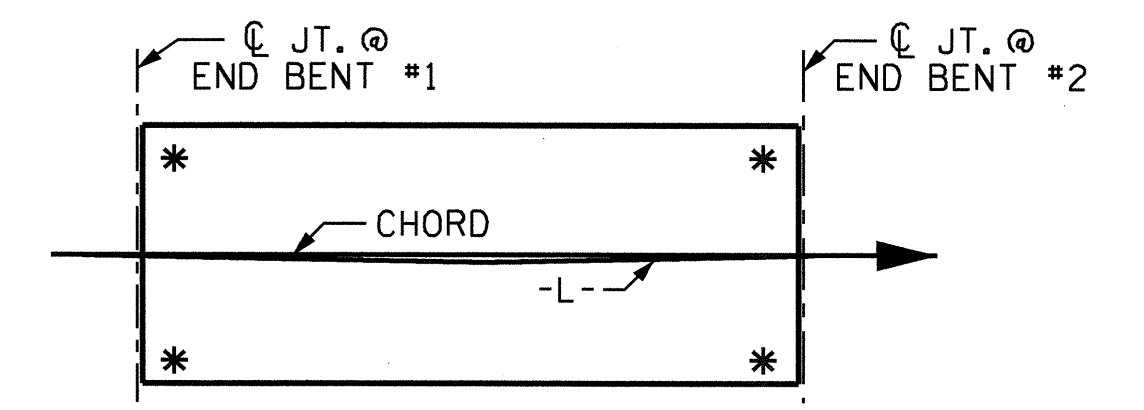 ℄ JT. @
END BENT #1
℄ JT. @
END BENT #2
*
*
CHORD
-L-
*
*